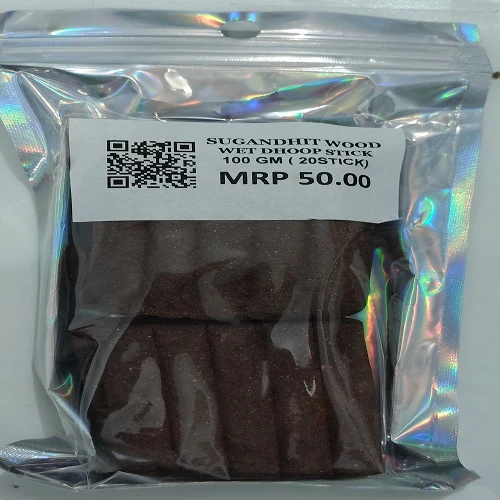 SUGANDHIT WOOD
WET DHOOP STICK
100 GM ( 20STICK)
MRP 50.00